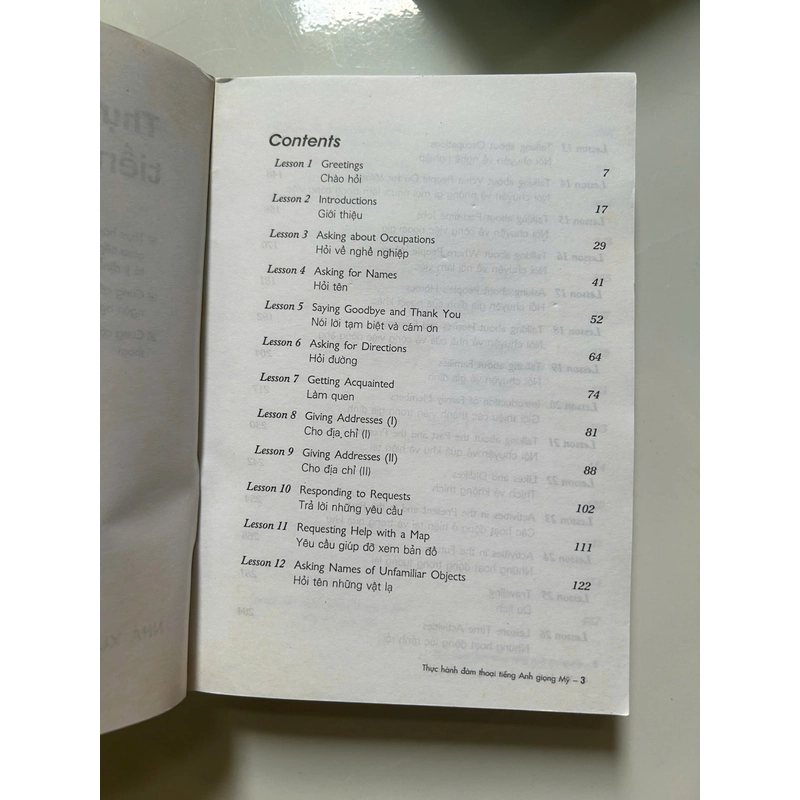 Contents
Lesson 1 Greetings 7
Chào hỏi
Lesson 2 Introductions 17
Giới thiệu
Lesson 3 Asking about Occupations 29
Hỏi về nghề nghiệp
Lesson 4 Asking for Names 41
Hỏi tên
Lesson 5 Saying Goodbye and Thank You 52
Nói lời tạm biệt và cám ơn
Lesson 6 Asking for Directions 64
Hỏi đường
Lesson 7 Getting Acquainted 74
Làm quen
Lesson 8 Giving Addresses (I) 81
Cho địa chỉ (I)
Lesson 9 Giving Addresses (II) 88
Cho địa chỉ (II)
Lesson 10 Responding to Requests 102
Trả lời những yêu cầu
Lesson 11 Requesting Help with a Map 111
Yêu cầu giúp đỡ xem bản đồ
Lesson 12 Asking Names of Unfamiliar Objects 122
Hỏi tên những vật lạ
Thực hành đàm thoại tiếng Anh giọng Mỹ – 3